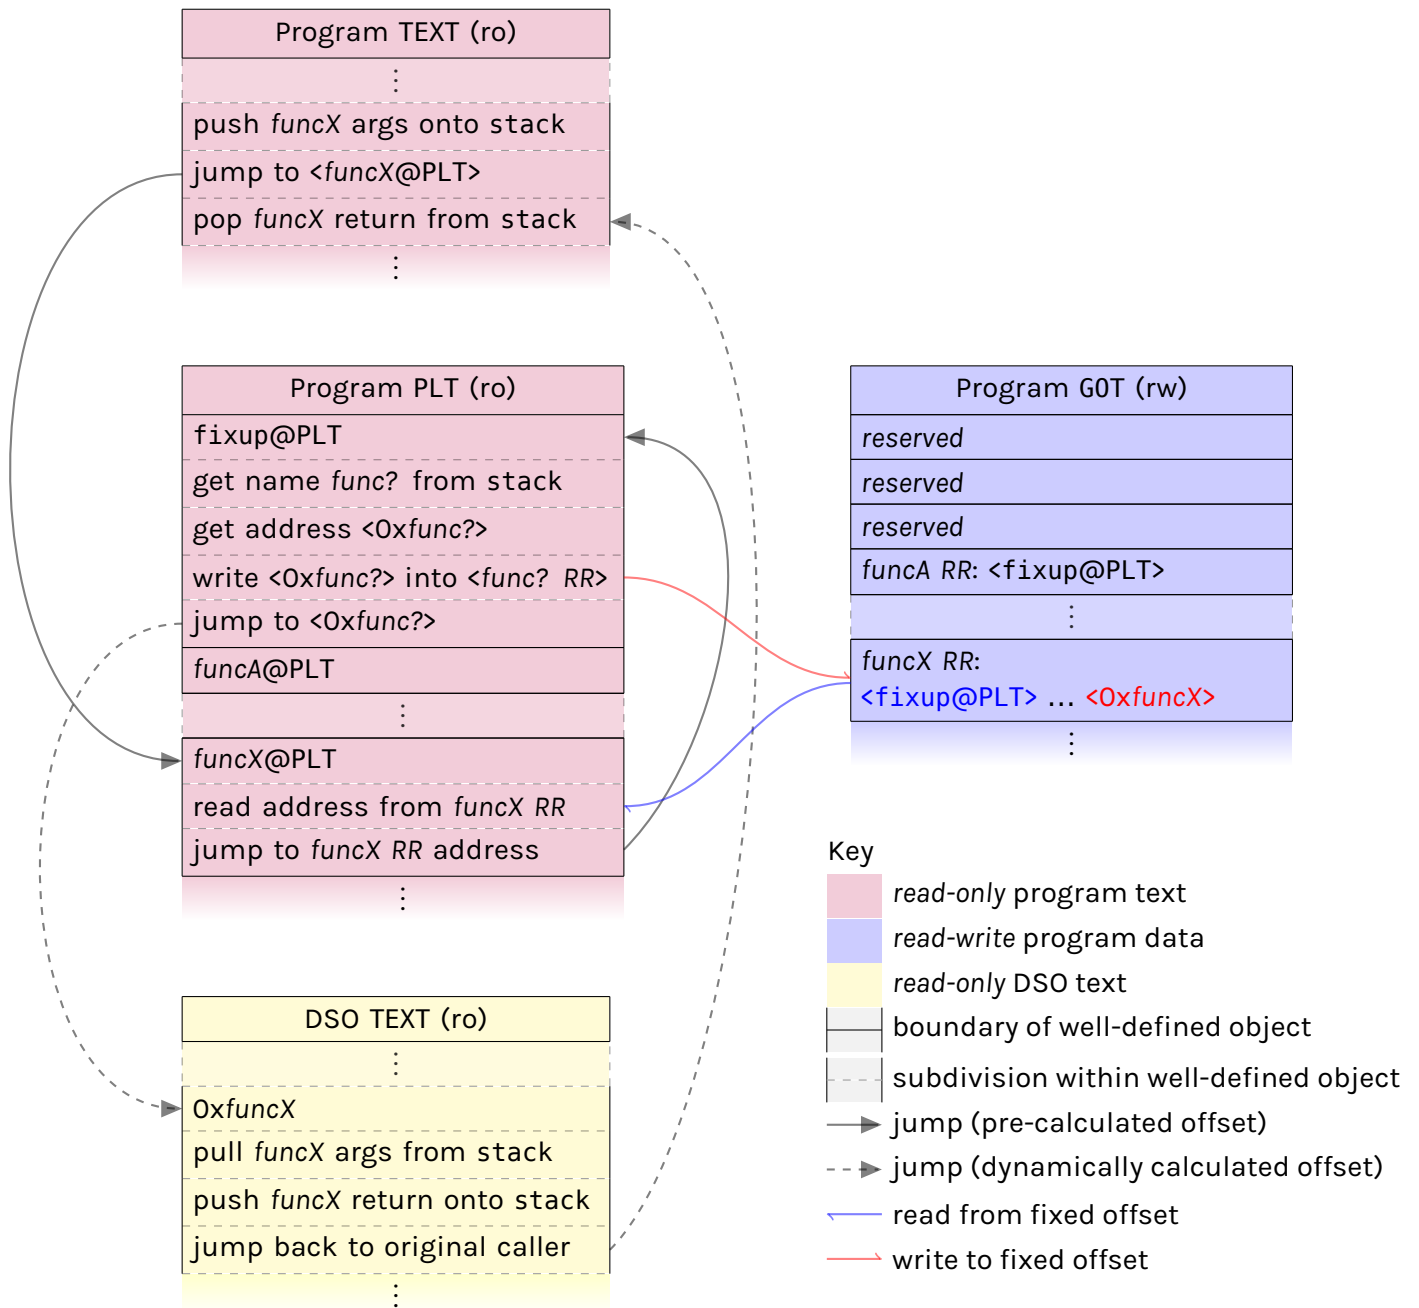 Program TEXT (ro)
⋮
push funcX args onto stack
jump to <funcX@PLT>
pop funcX return from stack
⋮
Program PLT (ro)
fixup@PLT
get name func? from stack
get address <0xfunc?>
write <0xfunc?> into <func? RR>
jump to <0xfunc?>
funcA@PLT
⋮
funcX@PLT
read address from funcX RR
jump to funcX RR address
⋮
Program GOT (rw)
reserved
reserved
reserved
funcA RR: <fixup@PLT>
⋮
funcX RR:
<fixup@PLT> ... <0xfuncX>
⋮
DSO TEXT (ro)
⋮
0xfuncX
pull funcX args from stack
push funcX return onto stack
jump back to original caller
⋮
Key
read-only program text
read-write program data
read-only DSO text
boundary of well-defined object
subdivision within well-defined object
jump (pre-calculated offset)
jump (dynamically calculated offset)
read from fixed offset
write to fixed offset